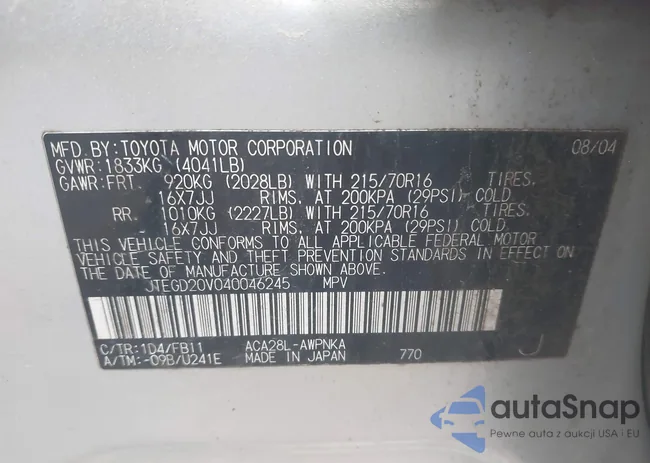 MFD.BY:TOYOTA MOTOR CORPORATION 08/04
GVWR:1833KG (4041LB)
GAWR:FRT. 920KG (2028LB) WITH 215/70R16 TIRES.
16X7JJ RIMS. AT 200KPA (29PSI) COLD
RR. 1010KG (2227LB) WITH 215/70R16 TIRES.
16X7JJ RIMS. AT 200KPA (29PSI) COLD.
THIS VEHICLE CONFORMS TO ALL APPLICABLE FEDERAL MOTOR
VEHICLE SAFETY AND THEFT PREVENTION STANDARDS IN EFFECT ON
THE DATE OF MANUFACTURE SHOWN ABOVE.
JTEGD20V040046245 MPV
C/TR:1D4/FB11 ACA28L-AWPNKA J
A/TM:-09B/U241E MADE IN JAPAN 770
autaSnap
Pewne auta z aukcji USA i EU